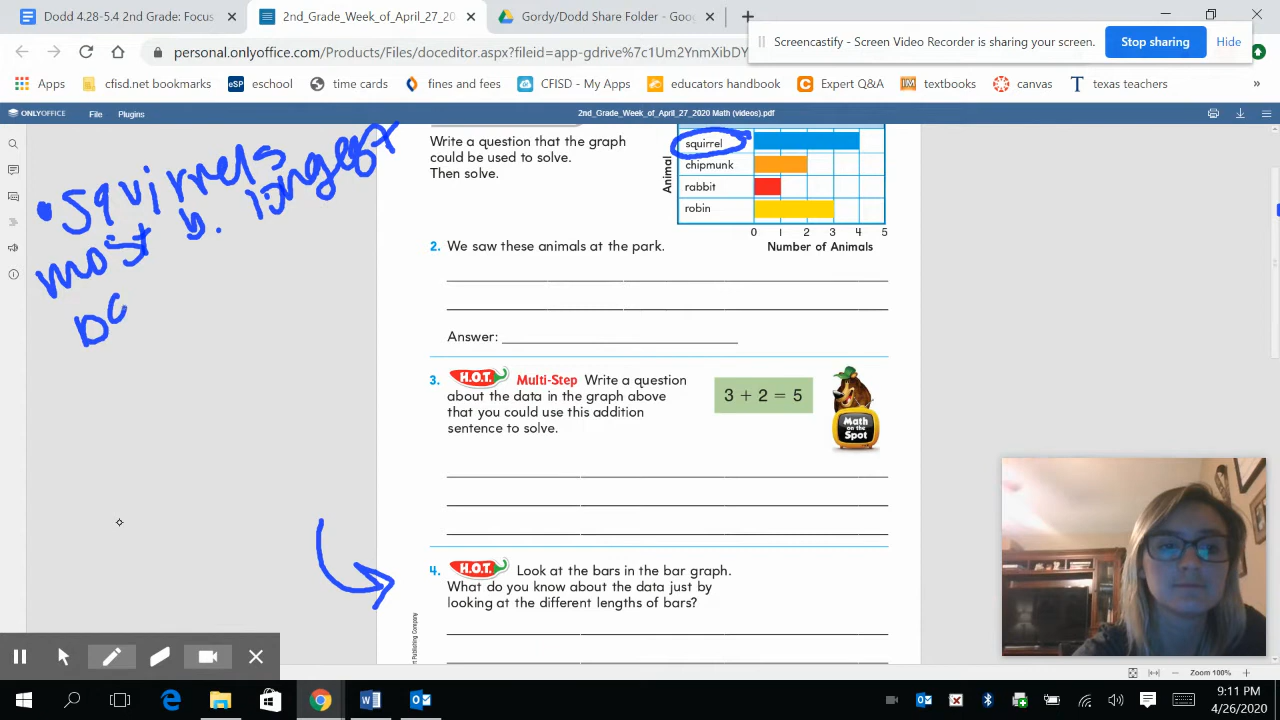 Dodd 4.28-5.4 2nd Grade: Focus
2nd_Grade_Week_of_April_27_2
Gordy/Dodd Share Folder - Goo
personal.onlyoffice.com/Products/Files/doceditor.aspx?fileid=app-gdrive%7c1Um2YnmXibDY
Screencastify - Screen Video Recorder is sharing your screen.
Stop sharing
Hide
Apps
cfisd.net bookmarks
eSP
eschool
time cards
fines and fees
CFISD - My Apps
educators handbook
Expert Q&A
textbooks
canvas
texas teachers
»
ONLYOFFICE
File
Plugins
2nd_Grade_Week_of_April_27_2020 Math (videos).pdf
• Squirrels
most b. longest
Write a question that the graph
could be used to solve.
Then solve.
Animal
squirrel
chipmunk
rabbit
robin
0 1 2 3 4 5
Number of Animals
2. We saw these animals at the park.
Answer:
3. H.O.T. Multi-Step Write a question
about the data in the graph above
that you could use this addition
sentence to solve.
3 + 2 = 5
Math
on the
Spot
4. H.O.T. Look at the bars in the bar graph.
What do you know about the data just by
looking at the different lengths of bars?
Publishing Company
Zoom 100%
9:11 PM
4/26/2020